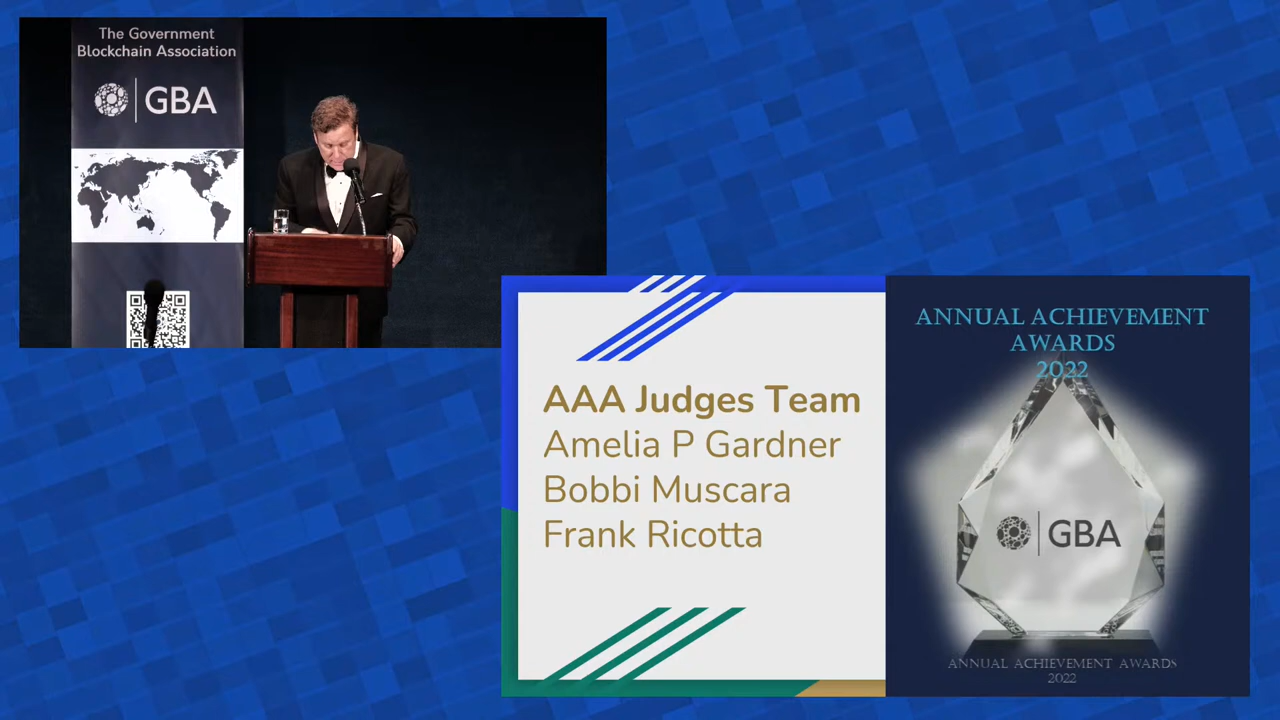 The Government
Blockchain Association
GBA
AAA Judges Team
Amelia P Gardner
Bobbi Muscara
Frank Ricotta
ANNUAL ACHIEVEMENT
AWARDS
2022
GBA
ANNUAL ACHIEVEMENT AWARDS
2022